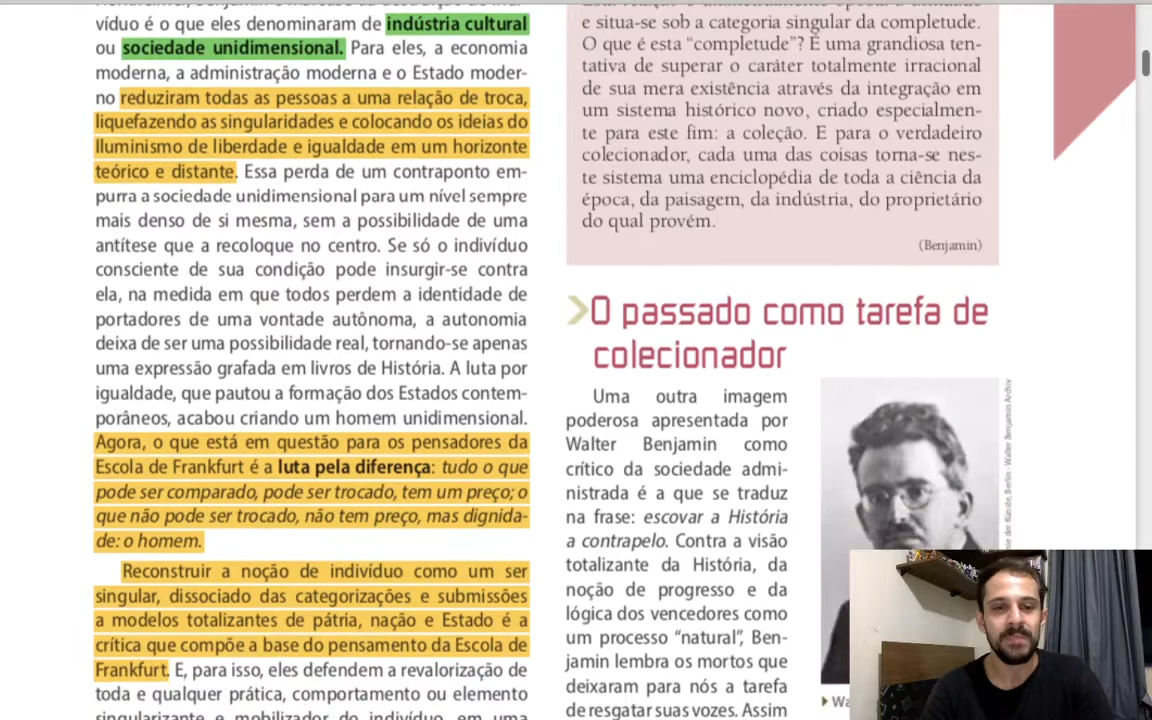 víduo é o que eles denominaram de indústria cultural
ou sociedade unidimensional. Para eles, a economia
moderna, a administração moderna e o Estado moder-
no reduziram todas as pessoas a uma relação de troca,
liquefazendo as singularidades e colocando os ideias do
Iluminismo de liberdade e igualdade em um horizonte
teórico e distante. Essa perda de um contraponto em-
purra a sociedade unidimensional para um nível sempre
mais denso de si mesma, sem a possibilidade de uma
antítese que a recoloque no centro. Se só o indivíduo
consciente de sua condição pode insurgir-se contra
ela, na medida em que todos perdem a identidade de
portadores de uma vontade autônoma, a autonomia
deixa de ser uma possibilidade real, tornando-se apenas
uma expressão grafada em livros de História. A luta por
igualdade, que pautou a formação dos Estados contem-
porâneos, acabou criando um homem unidimensional.
Agora, o que está em questão para os pensadores da
Escola de Frankfurt é a luta pela diferença: tudo o que
pode ser comparado, pode ser trocado, tem um preço; o
que não pode ser trocado, não tem preço, mas dignida-
de: o homem.
Reconstruir a noção de indivíduo como um ser
singular, dissociado das categorizações e submissões
a modelos totalizantes de pátria, nação e Estado é a
crítica que compõe a base do pensamento da Escola de
Frankfurt. E, para isso, eles defendem a revalorização de
toda e qualquer prática, comportamento ou elemento
singularizante e mobilizador do indivíduo, em uma
e situa-se sob a categoria singular da completude.
O que é esta “completude”? É uma grandiosa ten-
tativa de superar o caráter totalmente irracional
de sua mera existência através da integração em
um sistema histórico novo, criado especialmen-
te para este fim: a coleção. E para o verdadeiro
colecionador, cada uma das coisas torna-se nes-
te sistema uma enciclopédia de toda a ciência da
época, da paisagem, da indústria, do proprietário
do qual provém.
(Benjamin)
O passado como tarefa de
colecionador
Uma outra imagem
poderosa apresentada por
Walter Benjamin como
crítico da sociedade admi-
nistrada é a que se traduz
na frase: escovar a História
a contrapelo. Contra a visão
totalizante da História, da
noção de progresso e da
lógica dos vencedores como
um processo “natural”, Ben-
jamin lembra os mortos que
deixaram para nós a tarefa
de resgatar suas vozes. Assim
der Künste, Berlin - Walter Benjamin Archiv
Wa